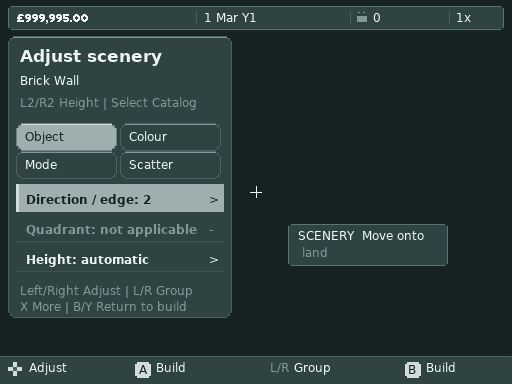 £999,995.00 1 Mar Y1 0 1x
Adjust scenery
Brick Wall
L2/R2 Height | Select Catalog
Object Colour
Mode Scatter
Direction / edge: 2 >
Quadrant: not applicable -
Height: automatic >
Left/Right Adjust | L/R Group
X More | B/Y Return to build
SCENERY Move onto
land
Adjust A Build L/R Group B Build